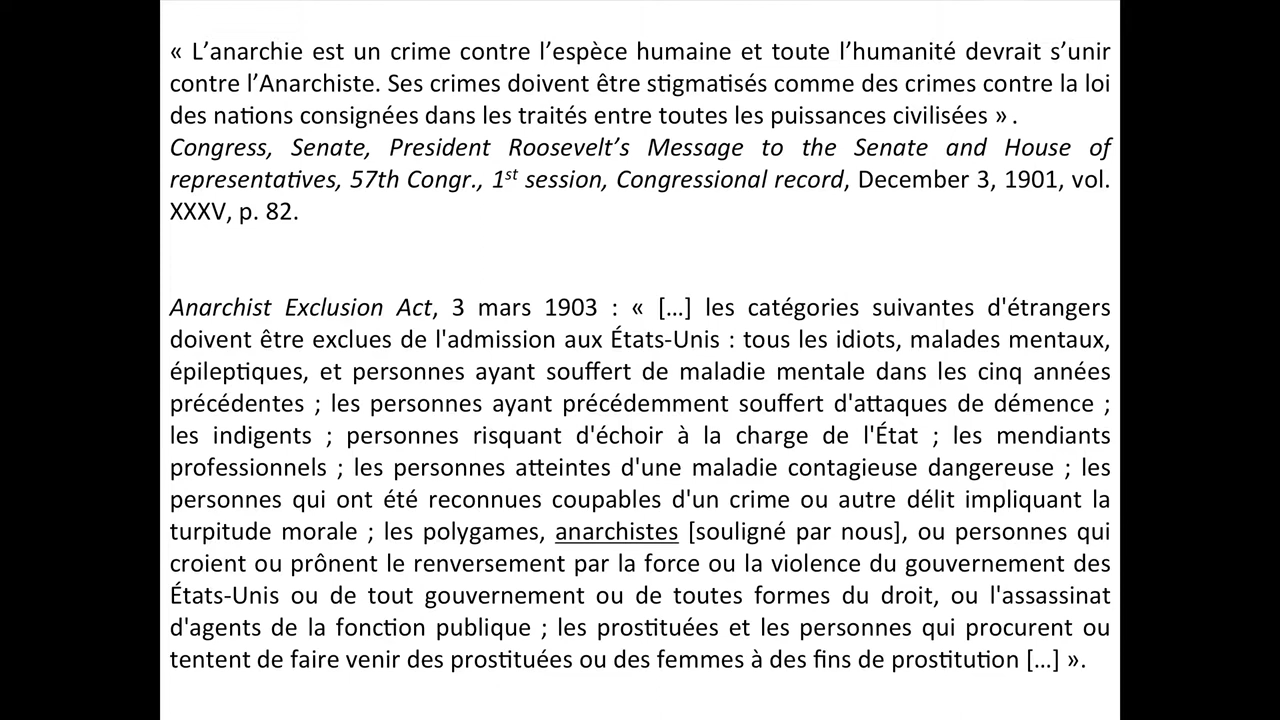 « L’anarchie est un crime contre l’espèce humaine et toute l’humanité devrait s’unir
contre l’Anarchiste. Ses crimes doivent être stigmatisés comme des crimes contre la loi
des nations consignées dans les traités entre toutes les puissances civilisées » .
Congress, Senate, President Roosevelt’s Message to the Senate and House of
representatives, 57th Congr., 1st session, Congressional record, December 3, 1901, vol.
XXXV, p. 82.
Anarchist Exclusion Act, 3 mars 1903 : « […] les catégories suivantes d'étrangers
doivent être exclues de l'admission aux États-Unis : tous les idiots, malades mentaux,
épileptiques, et personnes ayant souffert de maladie mentale dans les cinq années
précédentes ; les personnes ayant précédemment souffert d'attaques de démence ;
les indigents ; personnes risquant d'échoir à la charge de l'État ; les mendiants
professionnels ; les personnes atteintes d'une maladie contagieuse dangereuse ; les
personnes qui ont été reconnues coupables d'un crime ou autre délit impliquant la
turpitude morale ; les polygames, anarchistes [souligné par nous], ou personnes qui
croient ou prônent le renversement par la force ou la violence du gouvernement des
États-Unis ou de tout gouvernement ou de toutes formes du droit, ou l'assassinat
d'agents de la fonction publique ; les prostituées et les personnes qui procurent ou
tentent de faire venir des prostituées ou des femmes à des fins de prostitution […] ».